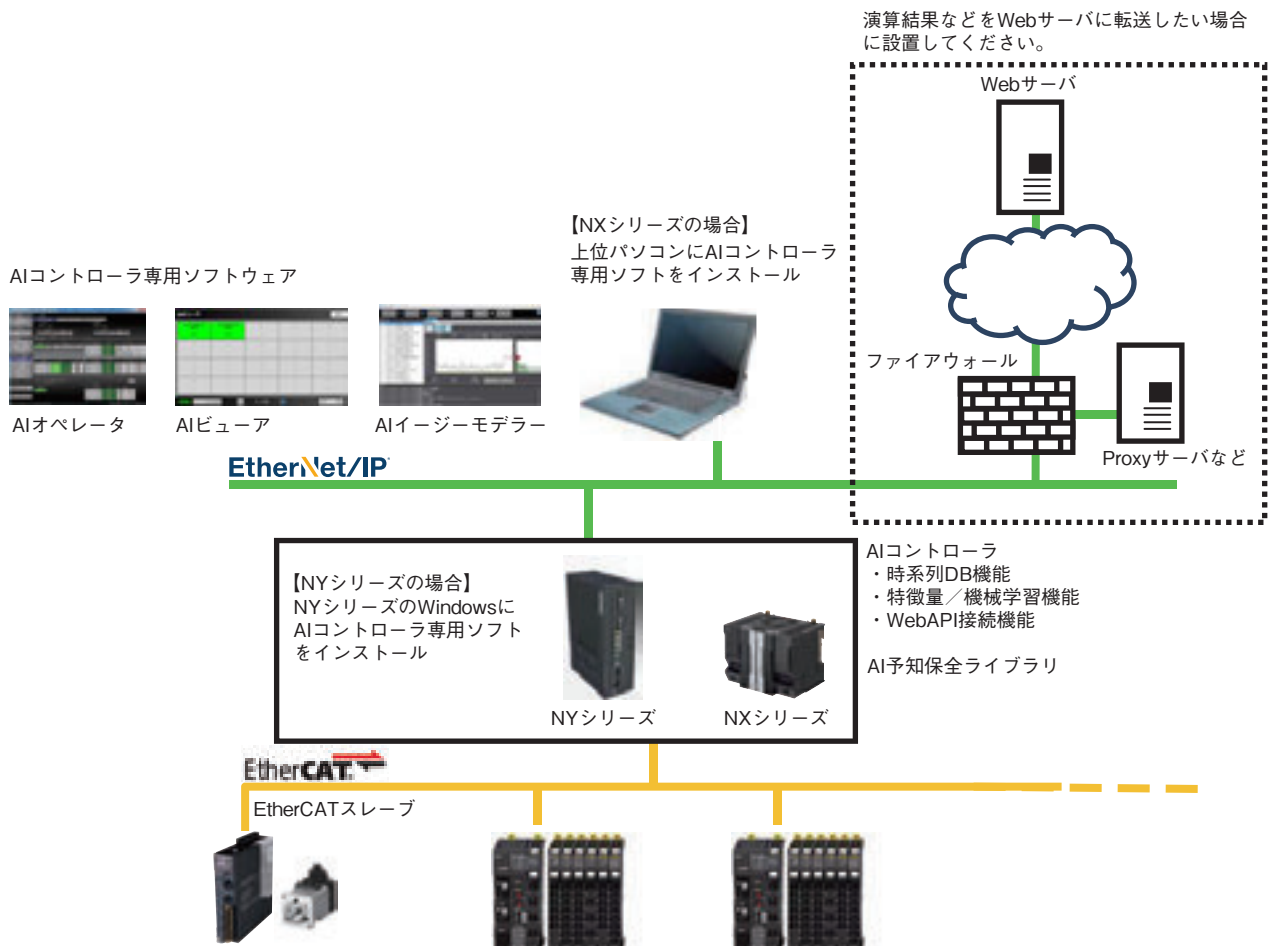 演算結果などをWebサーバに転送したい場合
に設置してください。
Webサーバ
【NXシリーズの場合】
上位パソコンにAIコントローラ
専用ソフトをインストール
AIコントローラ専用ソフトウェア
ファイアウォール
AIオペレータ
AIビューア
AIイージーモデラー
Proxyサーバなど
EtherNet/IP
AIコントローラ
・時系列DB機能
・特徴量／機械学習機能
・WebAPI接続機能
AI予知保全ライブラリ
【NYシリーズの場合】
NYシリーズのWindowsに
AIコントローラ専用ソフト
をインストール
NYシリーズ
NXシリーズ
EtherCAT
EtherCATスレーブ